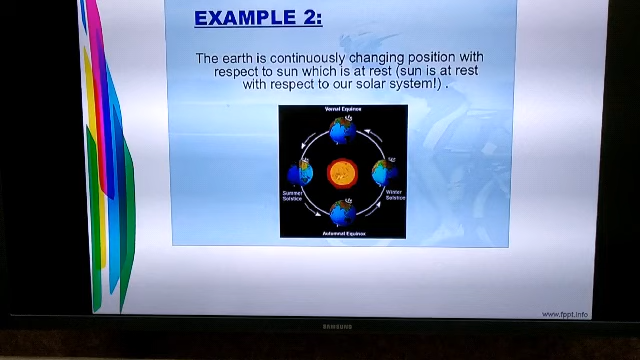 EXAMPLE 2:
The earth is continuously changing position with
respect to sun which is at rest (sun is at rest
with respect to our solar system!) .
Vernal Equinox
Summer
Solstice
Winter
Solstice
Autumnal Equinox
www.fppt.info
SAMSUNG